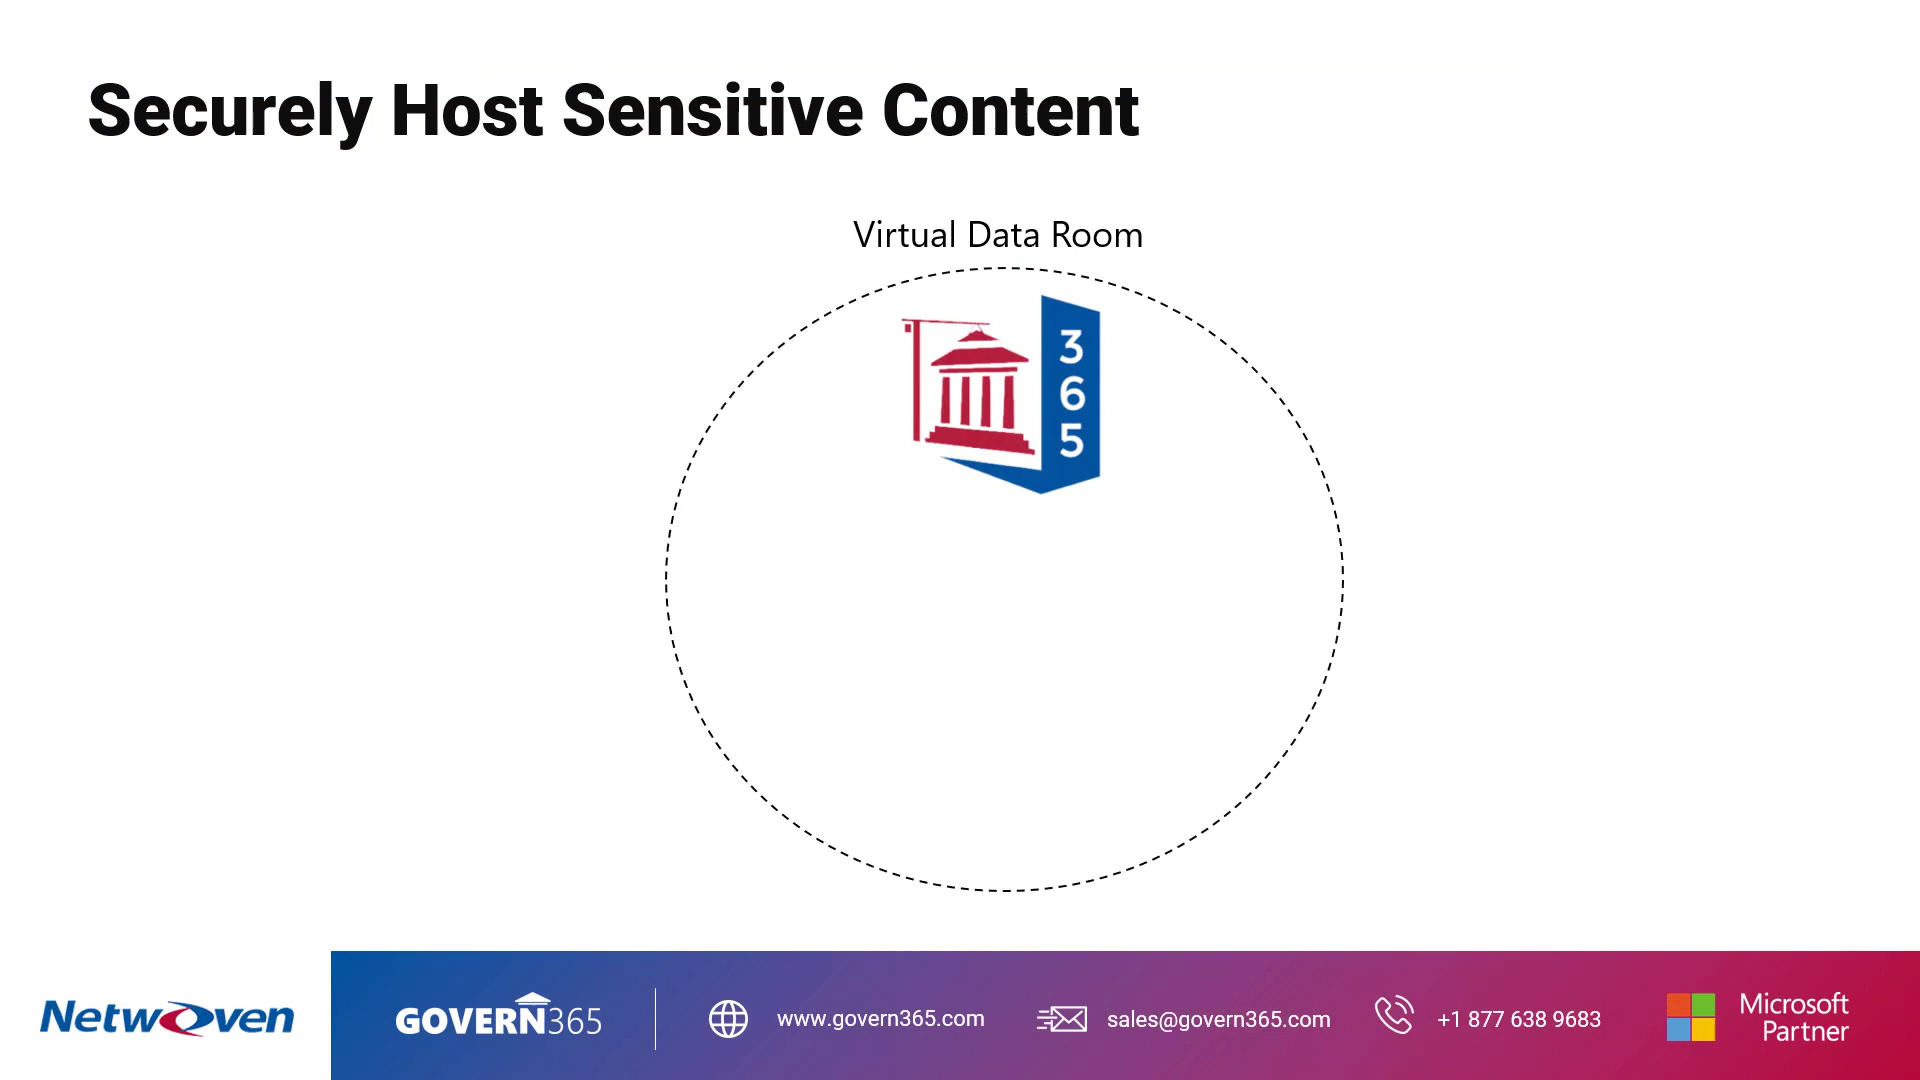 Securely Host Sensitive Content
Virtual Data Room
3
6
5
Netwoven
GOVERN365
www.govern365.com
sales@govern365.com
+1 877 638 9683
Microsoft
Partner